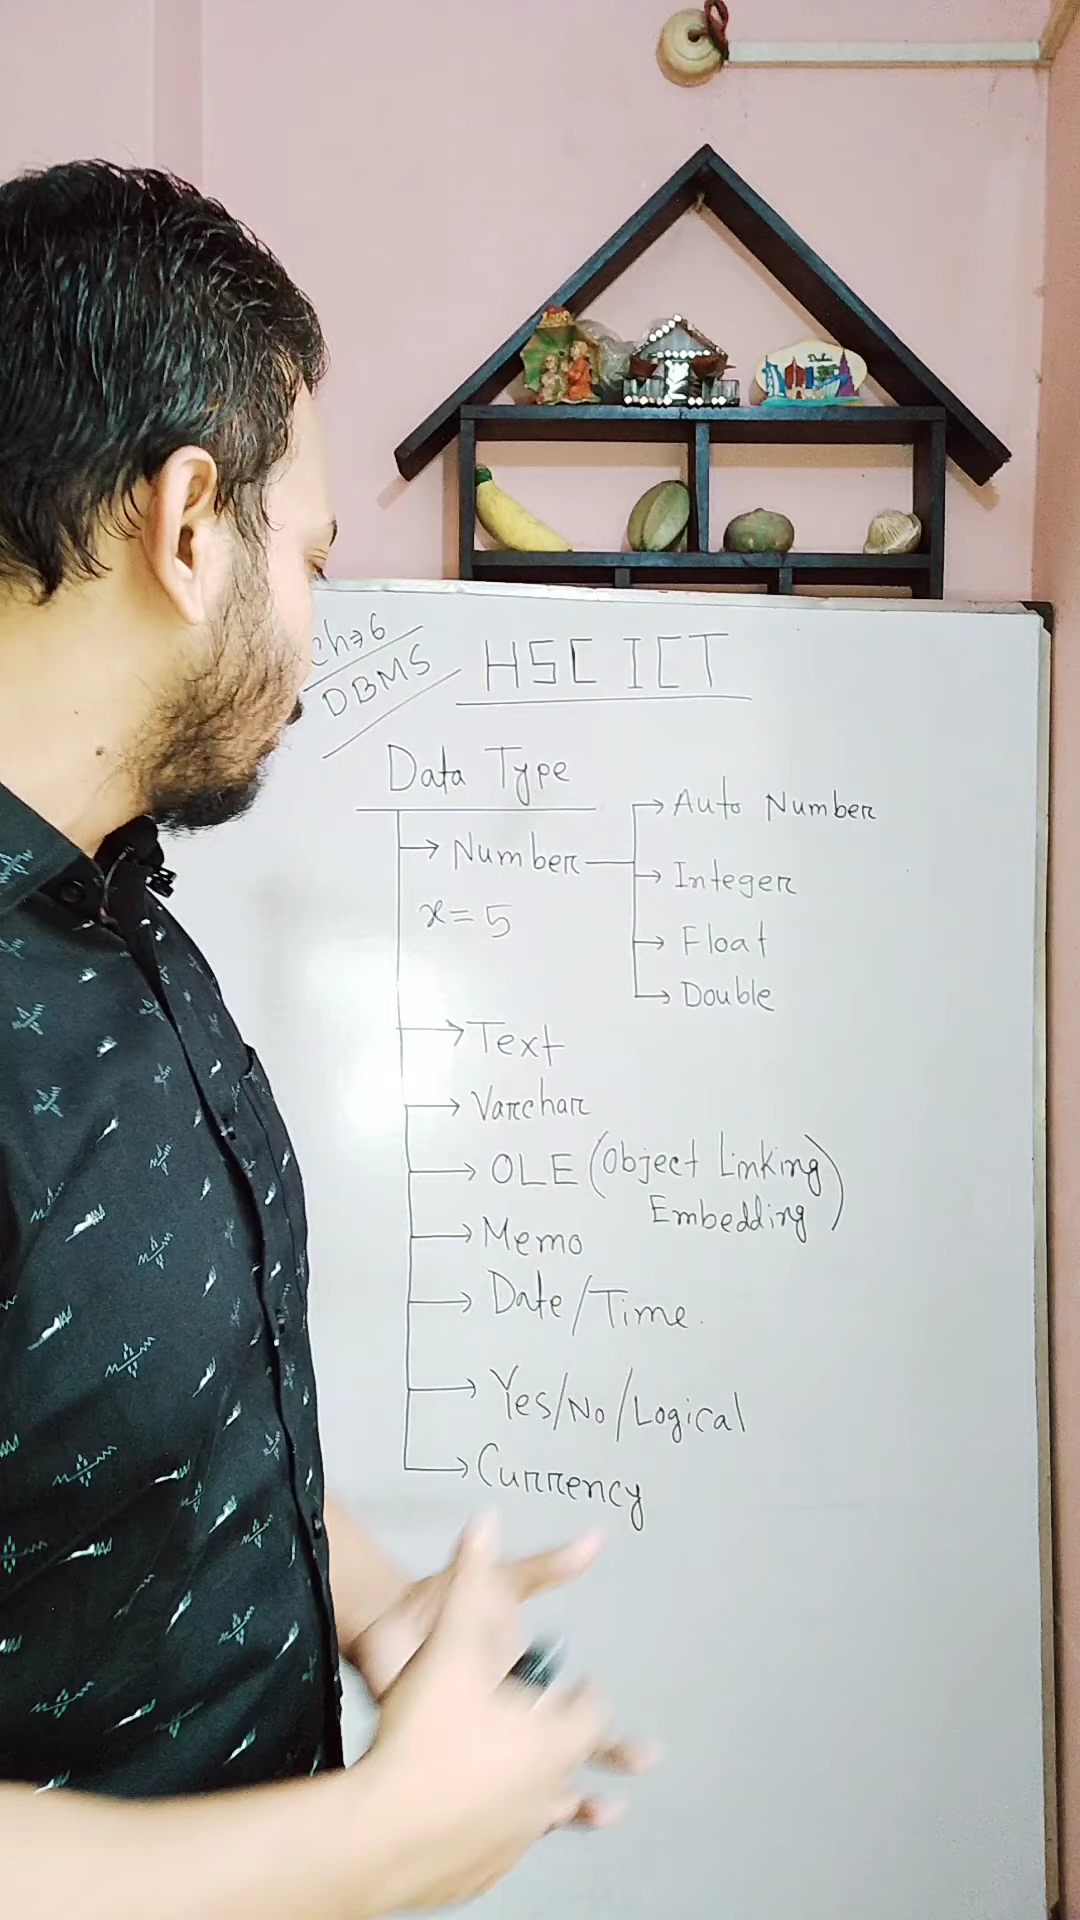 Ch→6
DBMS
HSC ICT
Data Type
→ Number
→ Auto Number
→ Integer
→ Float
→ Double
x=5
→ Text
→ Varchar
→ OLE (Object Linking
Embedding)
→ Memo
→ Date/Time.
→ Yes/No/Logical
→ Currency
Dubai